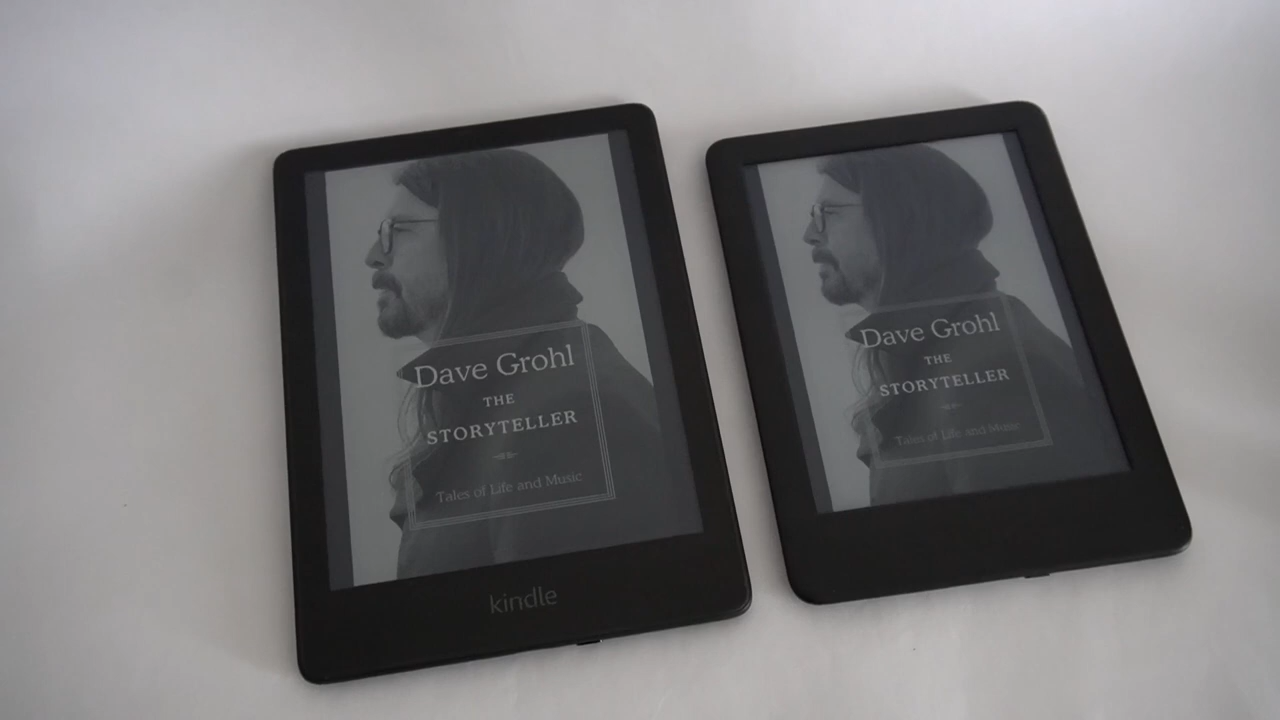 Dave Grohl
THE
STORYTELLER
Tales of Life and Music
kindle
Dave Grohl
THE
STORYTELLER
Tales of Life and Music